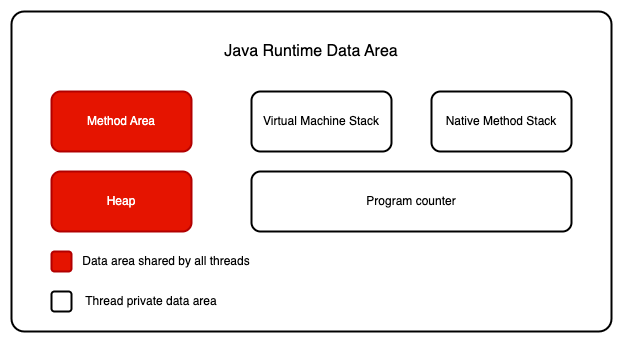 Java Runtime Data Area
Method Area
Virtual Machine Stack
Native Method Stack
Heap
Program counter
Data area shared by all threads
Thread private data area